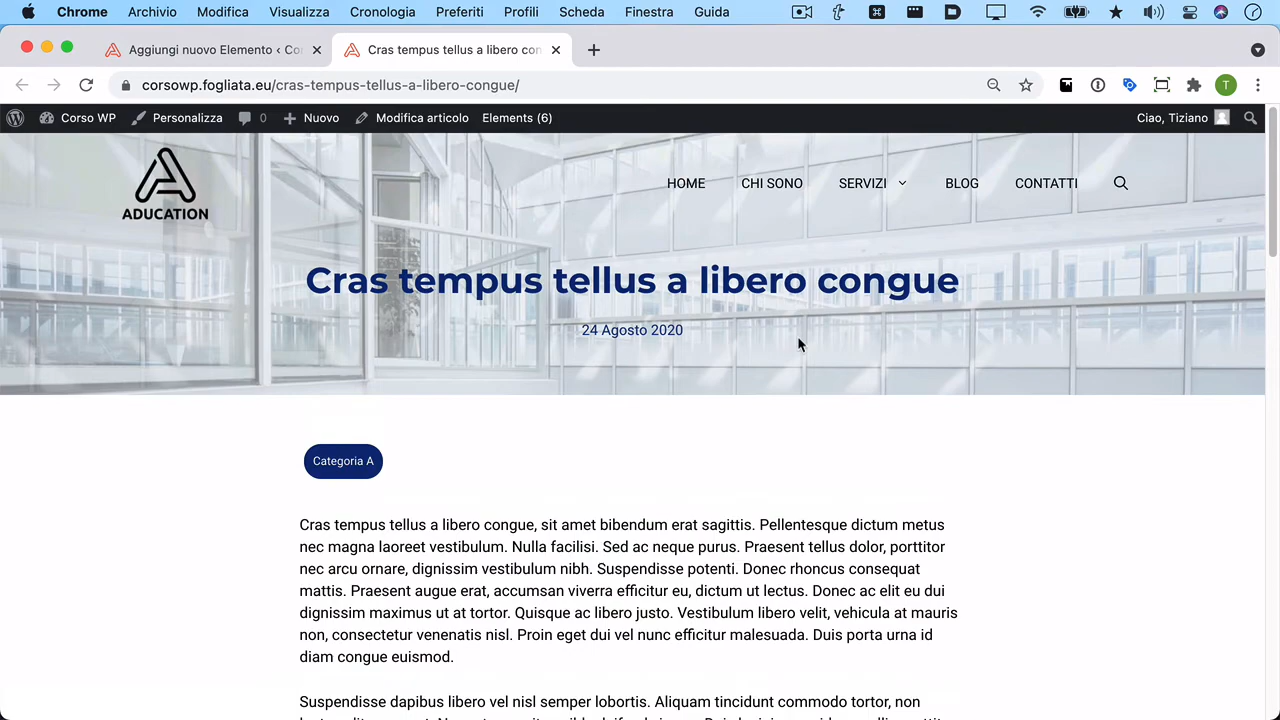 Chrome Archivio Modifica Visualizza Cronologia Preferiti Profili Scheda Finestra Guida
Aggiungi nuovo Elemento ‹ Co
Cras tempus tellus a libero con
corsowp.fogliata.eu/cras-tempus-tellus-a-libero-congue/
T
Corso WP Personalizza 0 Nuovo Modifica articolo Elements (6) Ciao, Tiziano
ADUCATION
HOME CHI SONO SERVIZI BLOG CONTATTI
Cras tempus tellus a libero congue
24 Agosto 2020
Categoria A
Cras tempus tellus a libero congue, sit amet bibendum erat sagittis. Pellentesque dictum metus
nec magna laoreet vestibulum. Nulla facilisi. Sed ac neque purus. Praesent tellus dolor, porttitor
nec arcu ornare, dignissim vestibulum nibh. Suspendisse potenti. Donec rhoncus consequat
mattis. Praesent augue erat, accumsan viverra efficitur eu, dictum ut lectus. Donec ac elit eu dui
dignissim maximus ut at tortor. Quisque ac libero justo. Vestibulum libero velit, vehicula at mauris
non, consectetur venenatis nisl. Proin eget dui vel nunc efficitur malesuada. Duis porta urna id
diam congue euismod.
Suspendisse dapibus libero vel nisl semper lobortis. Aliquam tincidunt commodo tortor, non